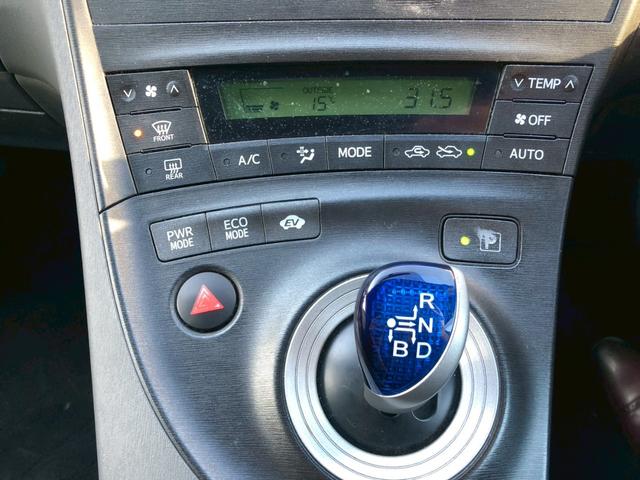 OUTSIDE
15
31.5
TEMP
OFF
FRONT
REAR
A/C
MODE
AUTO
PWR
MODE
ECO
MODE
EV
P
R
N
B D